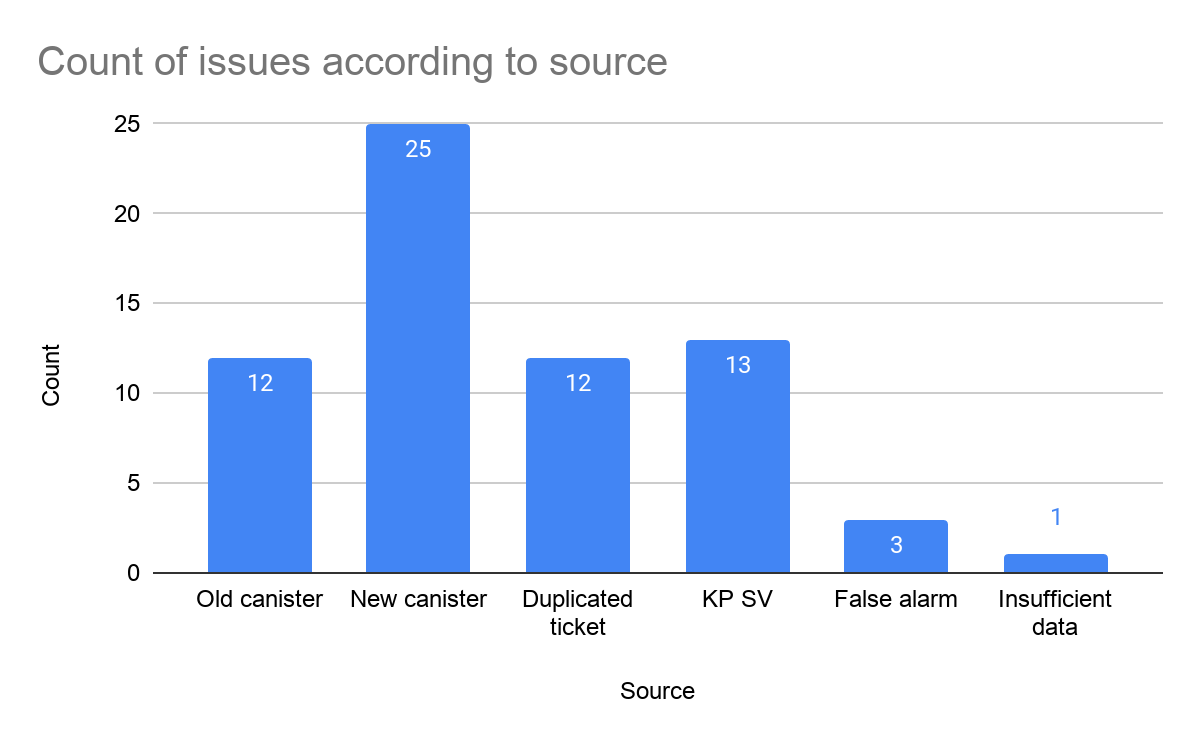 Count of issues according to source
25
20
15
10
5
0
Count
12
25
12
13
3
1
Old canister
New canister
Duplicated
ticket
KP SV
False alarm
Insufficient
data
Source